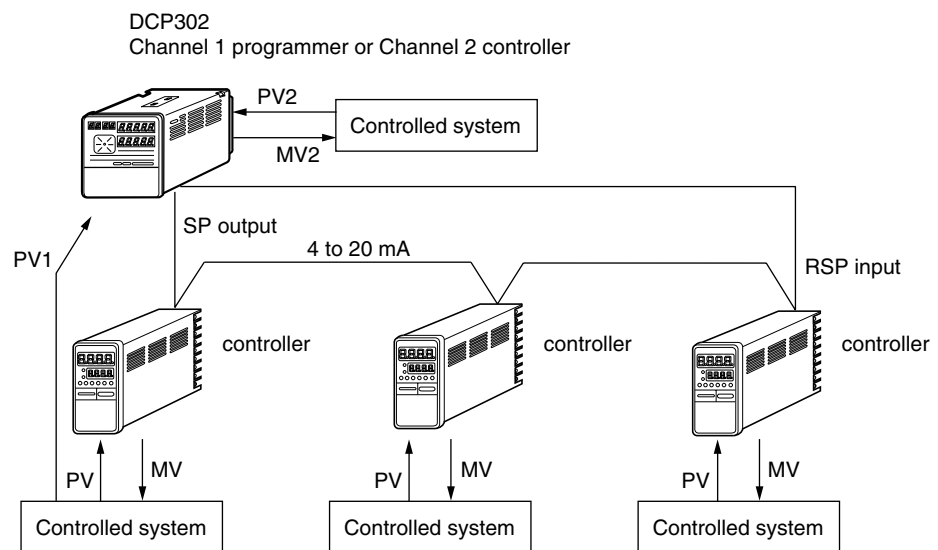 DCP302
Channel 1 programmer or Channel 2 controller
PV2
Controlled system
MV2
SP output
4 to 20 mA
PV1
RSP input
controller
controller
controller
PV
MV
PV
MV
PV
MV
Controlled system
Controlled system
Controlled system